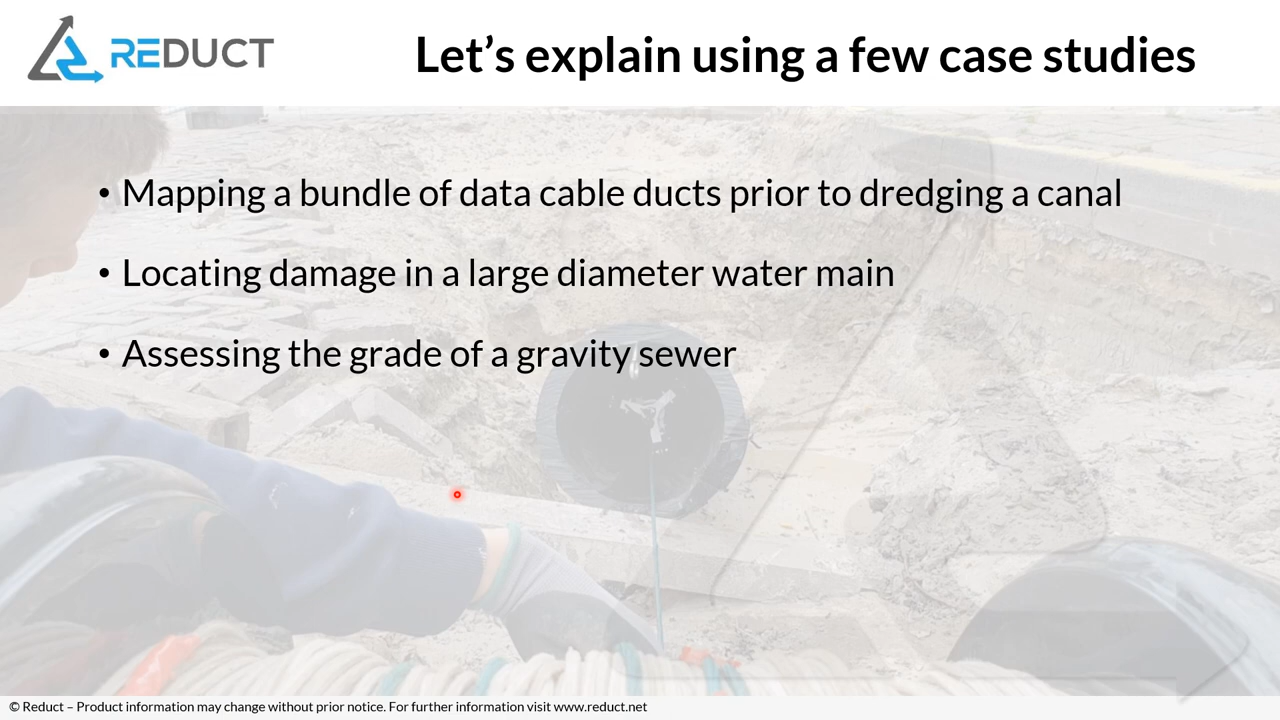 REDUCT
Let’s explain using a few case studies
• Mapping a bundle of data cable ducts prior to dredging a canal
• Locating damage in a large diameter water main
• Assessing the grade of a gravity sewer
© Reduct – Product information may change without prior notice. For further information visit www.reduct.net